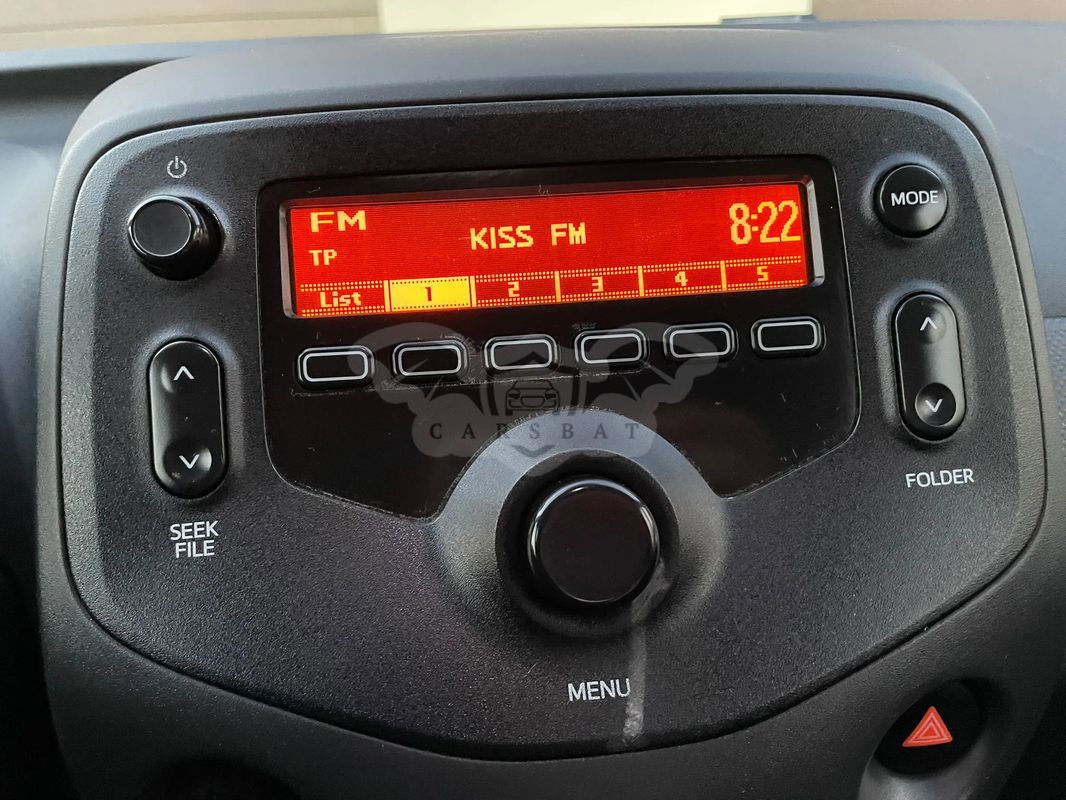 FM
TP
KISS FM
8:22
List 1 2 3 4 5
MODE
CARSBAT
SEEK
FILE
FOLDER
MENU